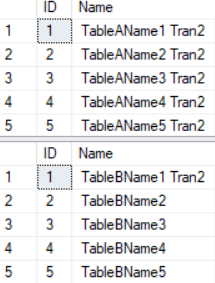 ID Name
1 1 TableAName1 Tran2
2 2 TableAName2 Tran2
3 3 TableAName3 Tran2
4 4 TableAName4 Tran2
5 5 TableAName5 Tran2
ID Name
1 1 TableBName1 Tran2
2 2 TableBName2
3 3 TableBName3
4 4 TableBName4
5 5 TableBName5